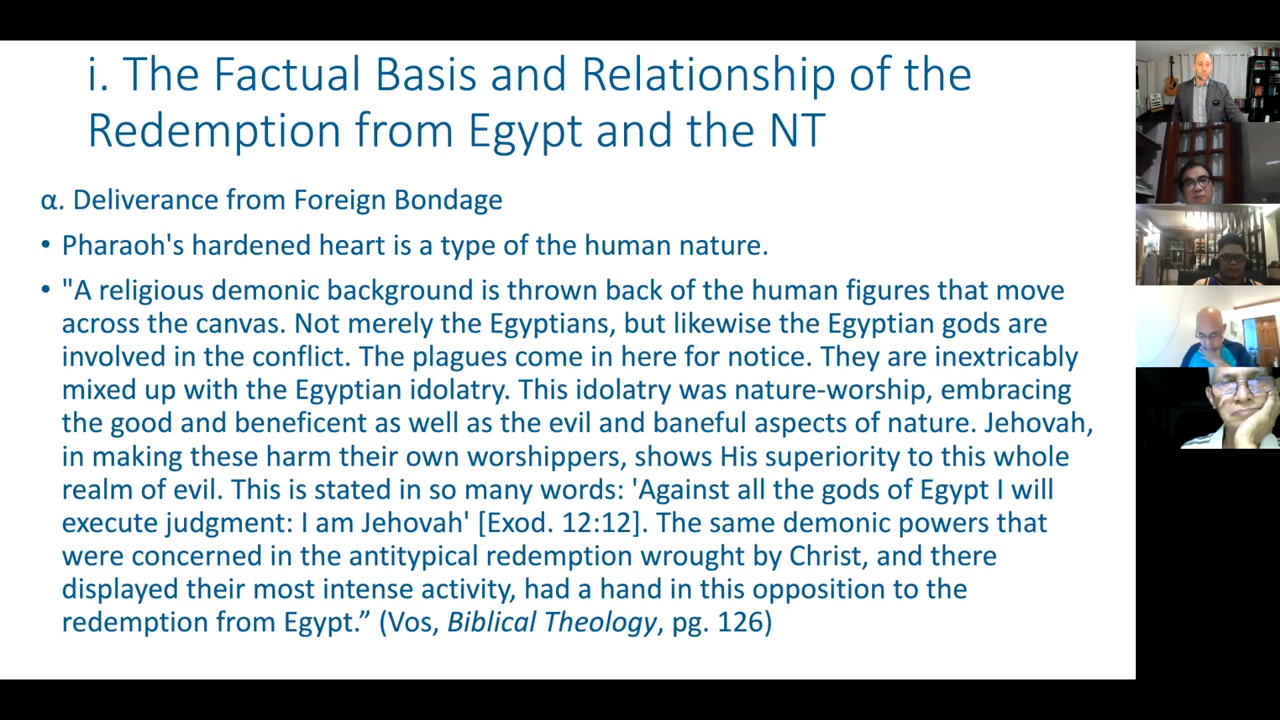 i. The Factual Basis and Relationship of the
Redemption from Egypt and the NT
α. Deliverance from Foreign Bondage
• Pharaoh's hardened heart is a type of the human nature.
• "A religious demonic background is thrown back of the human figures that move
across the canvas. Not merely the Egyptians, but likewise the Egyptian gods are
involved in the conflict. The plagues come in here for notice. They are inextricably
mixed up with the Egyptian idolatry. This idolatry was nature-worship, embracing
the good and beneficent as well as the evil and baneful aspects of nature. Jehovah,
in making these harm their own worshippers, shows His superiority to this whole
realm of evil. This is stated in so many words: 'Against all the gods of Egypt I will
execute judgment: I am Jehovah' [Exod. 12:12]. The same demonic powers that
were concerned in the antitypical redemption wrought by Christ, and there
displayed their most intense activity, had a hand in this opposition to the
redemption from Egypt.” (Vos, Biblical Theology, pg. 126)